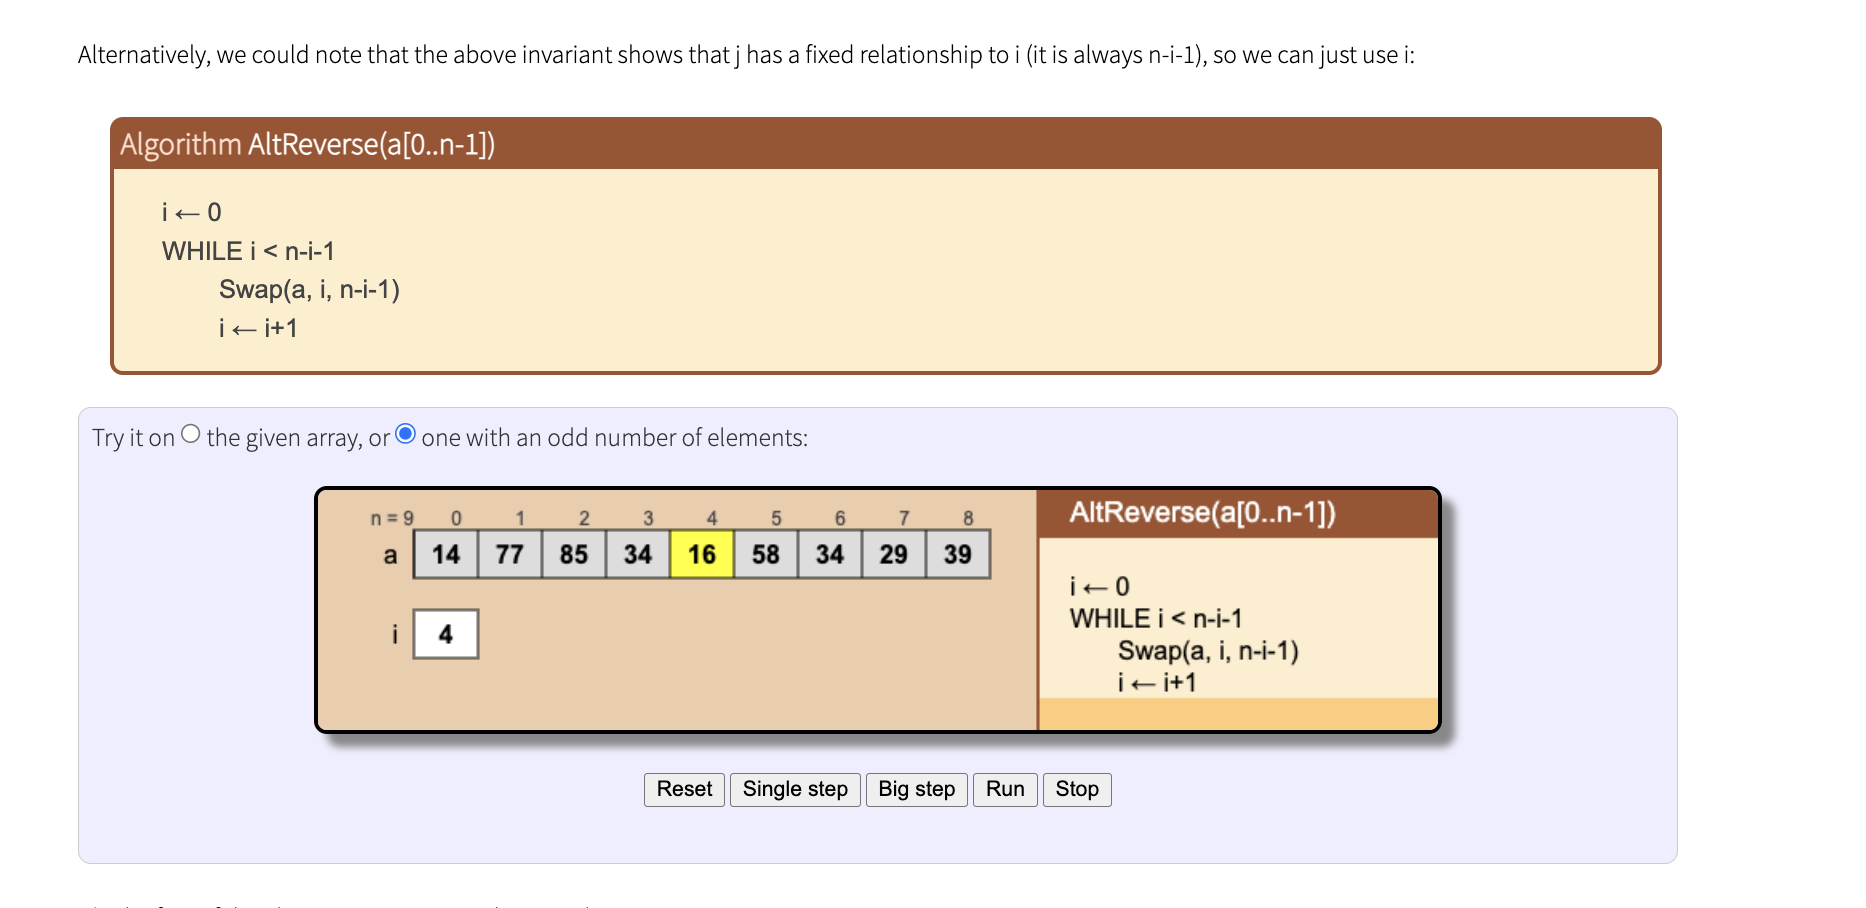 Alternatively, we could note that the above invariant shows that j has a fixed relationship to i (it is always n-i-1), so we can just use i:
Algorithm AltReverse(a[0..n-1])
i ← 0
WHILE i < n-i-1
Swap(a, i, n-i-1)
i ← i+1
Try it on the given array, or one with an odd number of elements:
n = 9 0 1 2 3 4 5 6 7 8
a 14 77 85 34 16 58 34 29 39
i 4
AltReverse(a[0..n-1])
i ← 0
WHILE i < n-i-1
Swap(a, i, n-i-1)
i ← i+1
Reset Single step Big step Run Stop